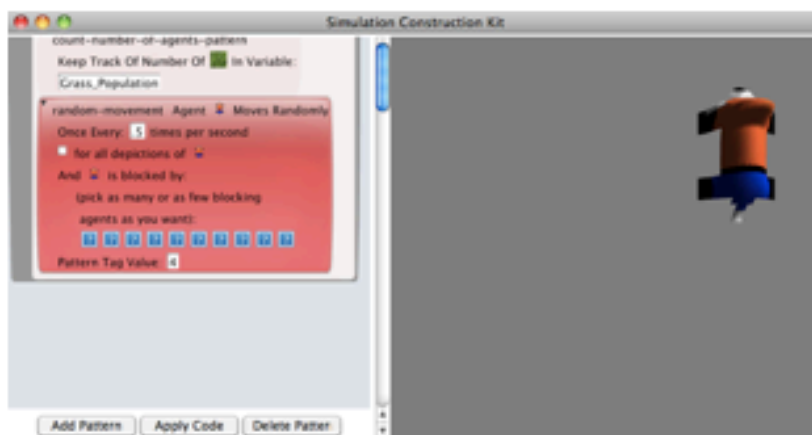 Simulation Construction Kit
count-number-of-agents-pattern
Keep Track Of Number Of In Variable:
Grass_Population
random-movement Agent Moves Randomly
Once Every: .5 times per second
for all depictions of
And is blocked by:
(pick as many or as few blocking
agents as you want):
Pattern Tag Value: 4
Add Pattern Apply Code Delete Patter